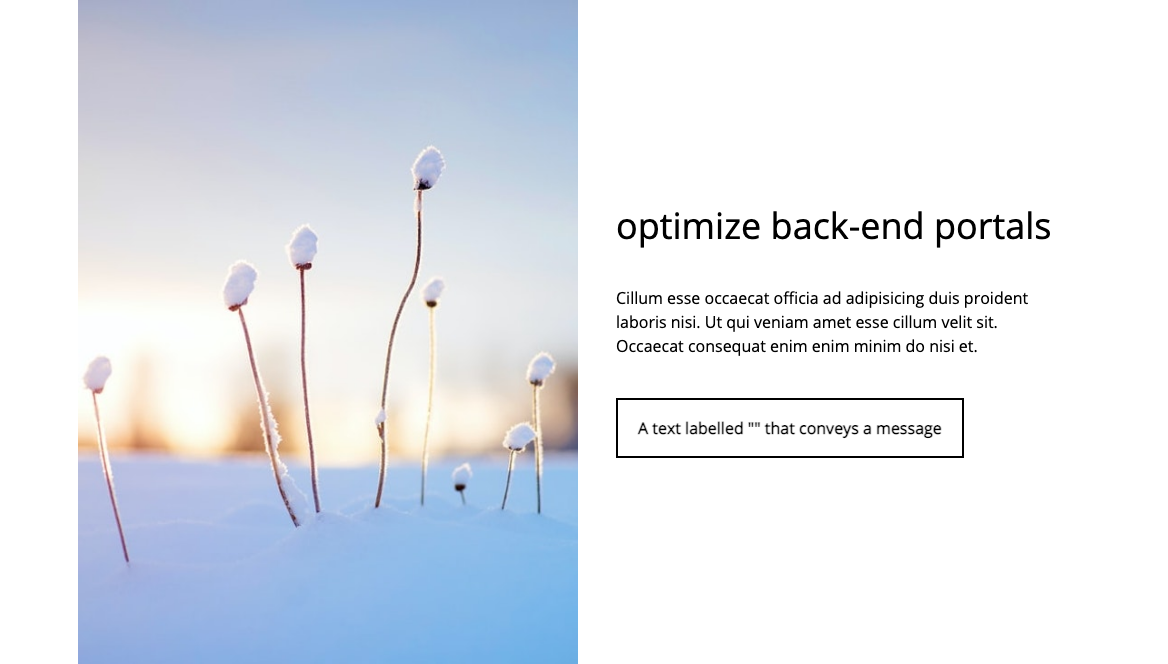 optimize back-end portals
Cillum esse occaecat officia ad adipisicing duis proident
laboris nisi. Ut qui veniam amet esse cillum velit sit.
Occaecat consequat enim enim minim do nisi et.
A text labelled "" that conveys a message